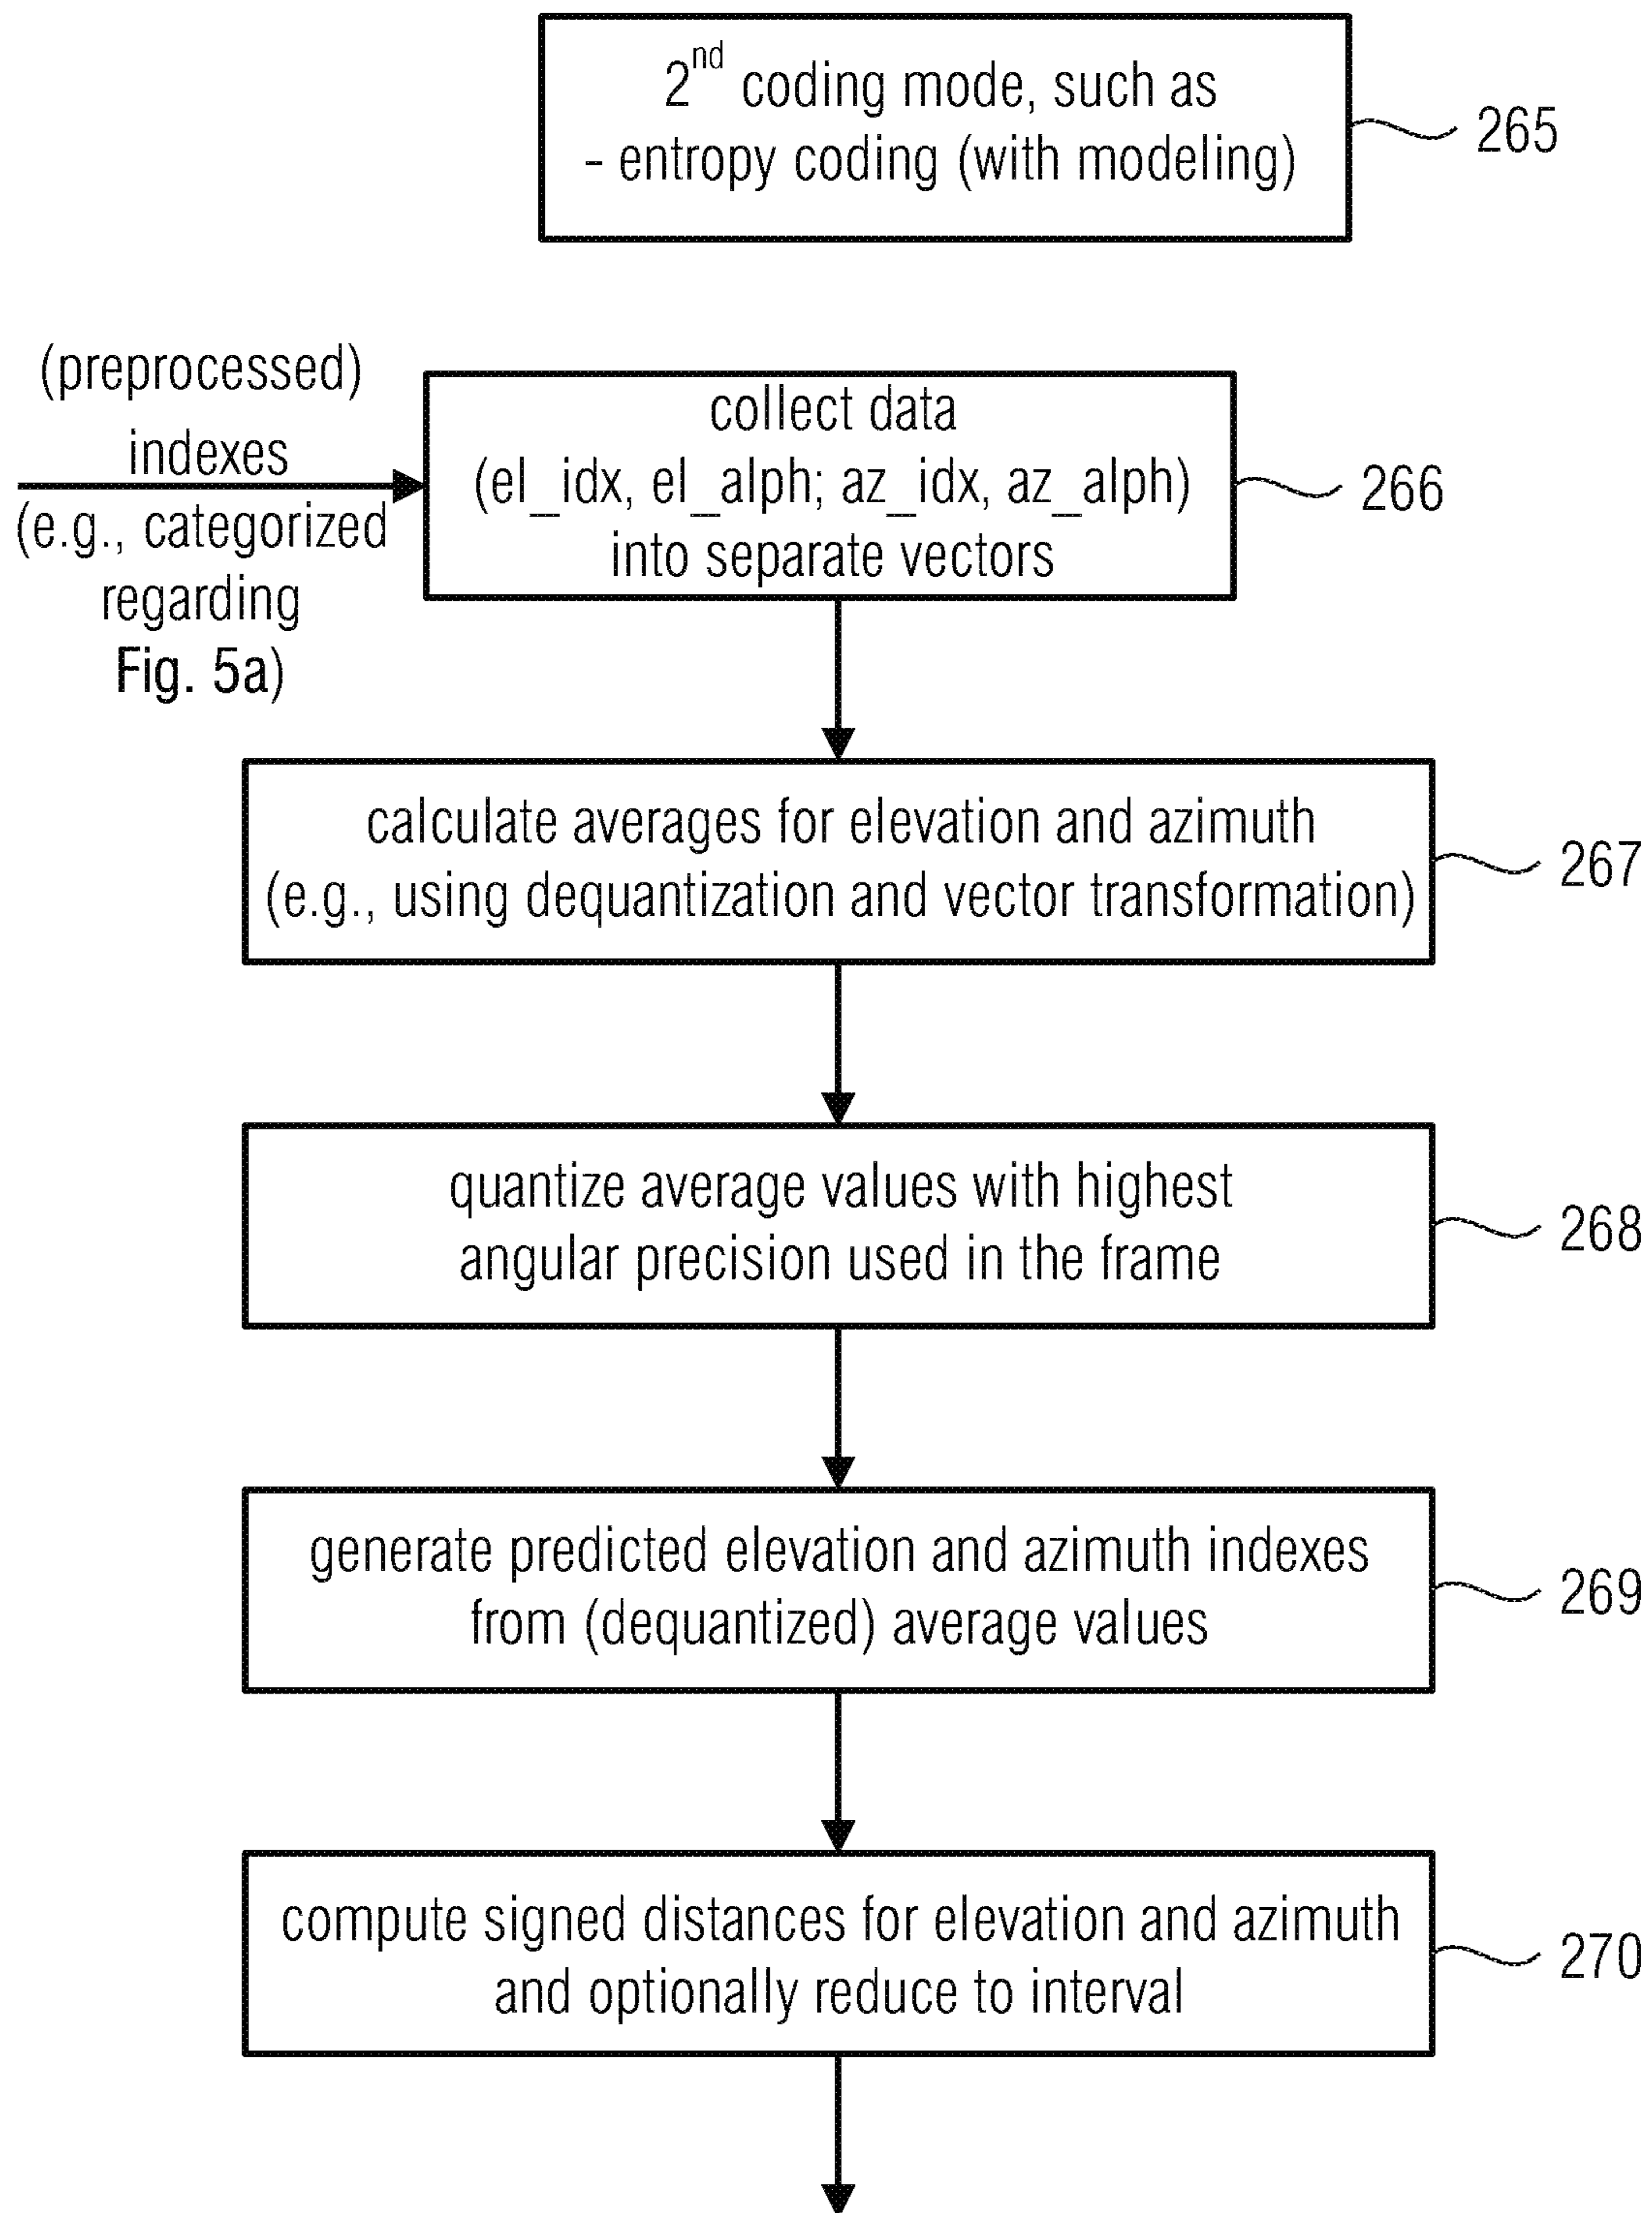 2nd coding mode, such as
- entropy coding (with modeling)
265
(preprocessed)
indexes
(e.g., categorized
regarding
Fig. 5a)
collect data
(el_idx, el_alph; az_idx, az_alph)
into separate vectors
266
calculate averages for elevation and azimuth
(e.g., using dequantization and vector transformation)
267
quantize average values with highest
angular precision used in the frame
268
generate predicted elevation and azimuth indexes
from (dequantized) average values
269
compute signed distances for elevation and azimuth
and optionally reduce to interval
270